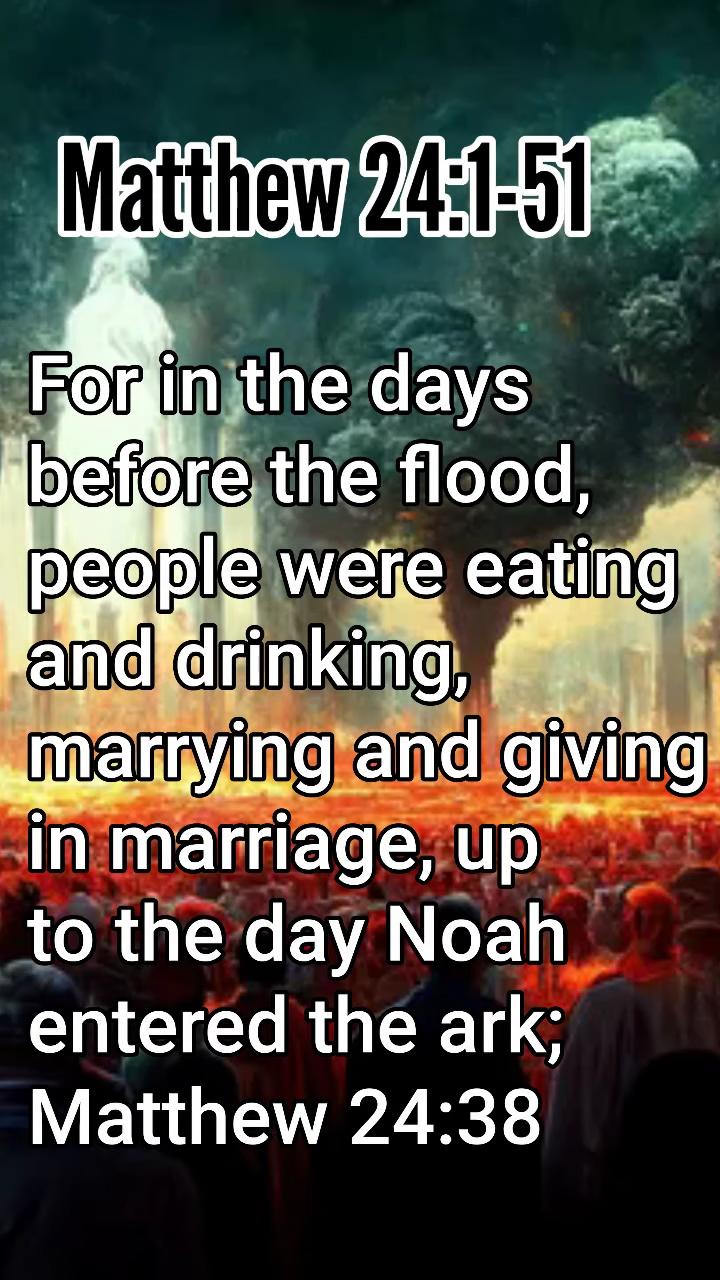 Matthew 24:1-51
For in the days
before the flood,
people were eating
and drinking,
marrying and giving
in marriage, up
to the day Noah
entered the ark;
Matthew 24:38